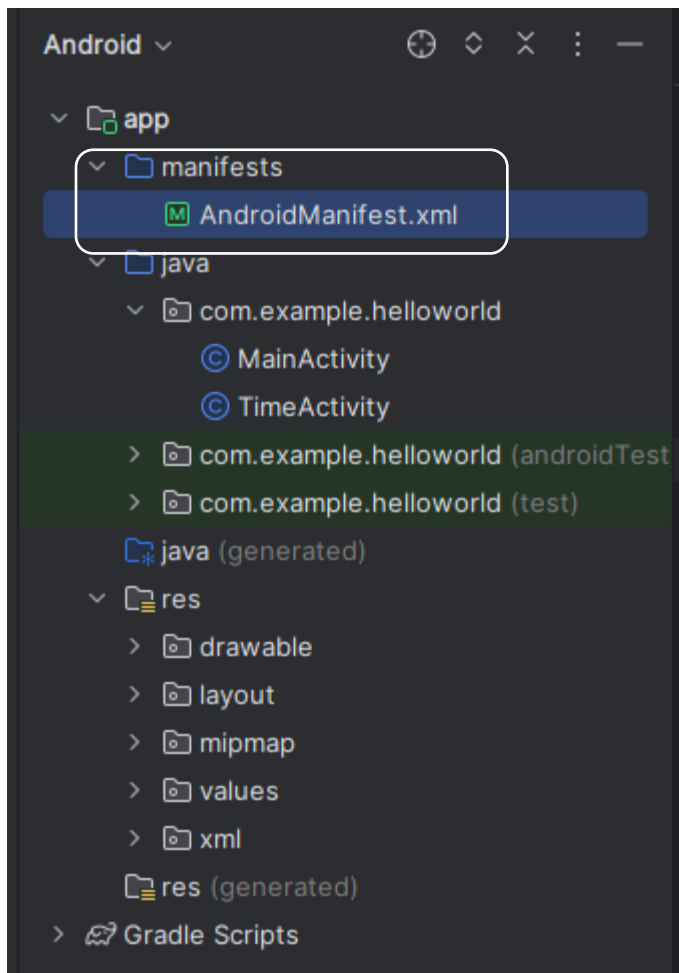 Android
app
manifests
AndroidManifest.xml
java
com.example.helloworld
MainActivity
TimeActivity
com.example.helloworld (androidTest
com.example.helloworld (test)
java (generated)
res
drawable
layout
mipmap
values
xml
res (generated)
Gradle Scripts